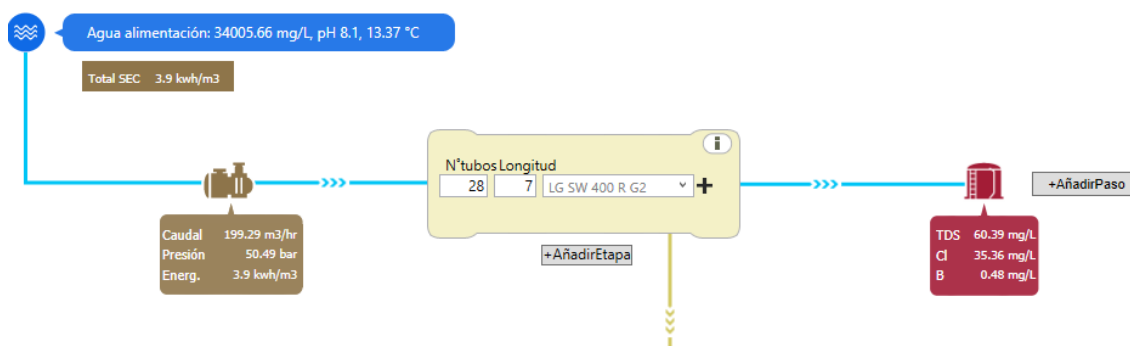 Agua alimentación: 34005.66 mg/L, pH 8.1, 13.37 °C
Total SEC 3.9 kwh/m3
i
N°tubos Longitud
28 7 LG SW 400 R G2 +
+AñadirPaso
Caudal 199.29 m3/hr
Presión 50.49 bar
Energ. 3.9 kwh/m3
+AñadirEtapa
TDS 60.39 mg/L
Cl 35.36 mg/L
B 0.48 mg/L